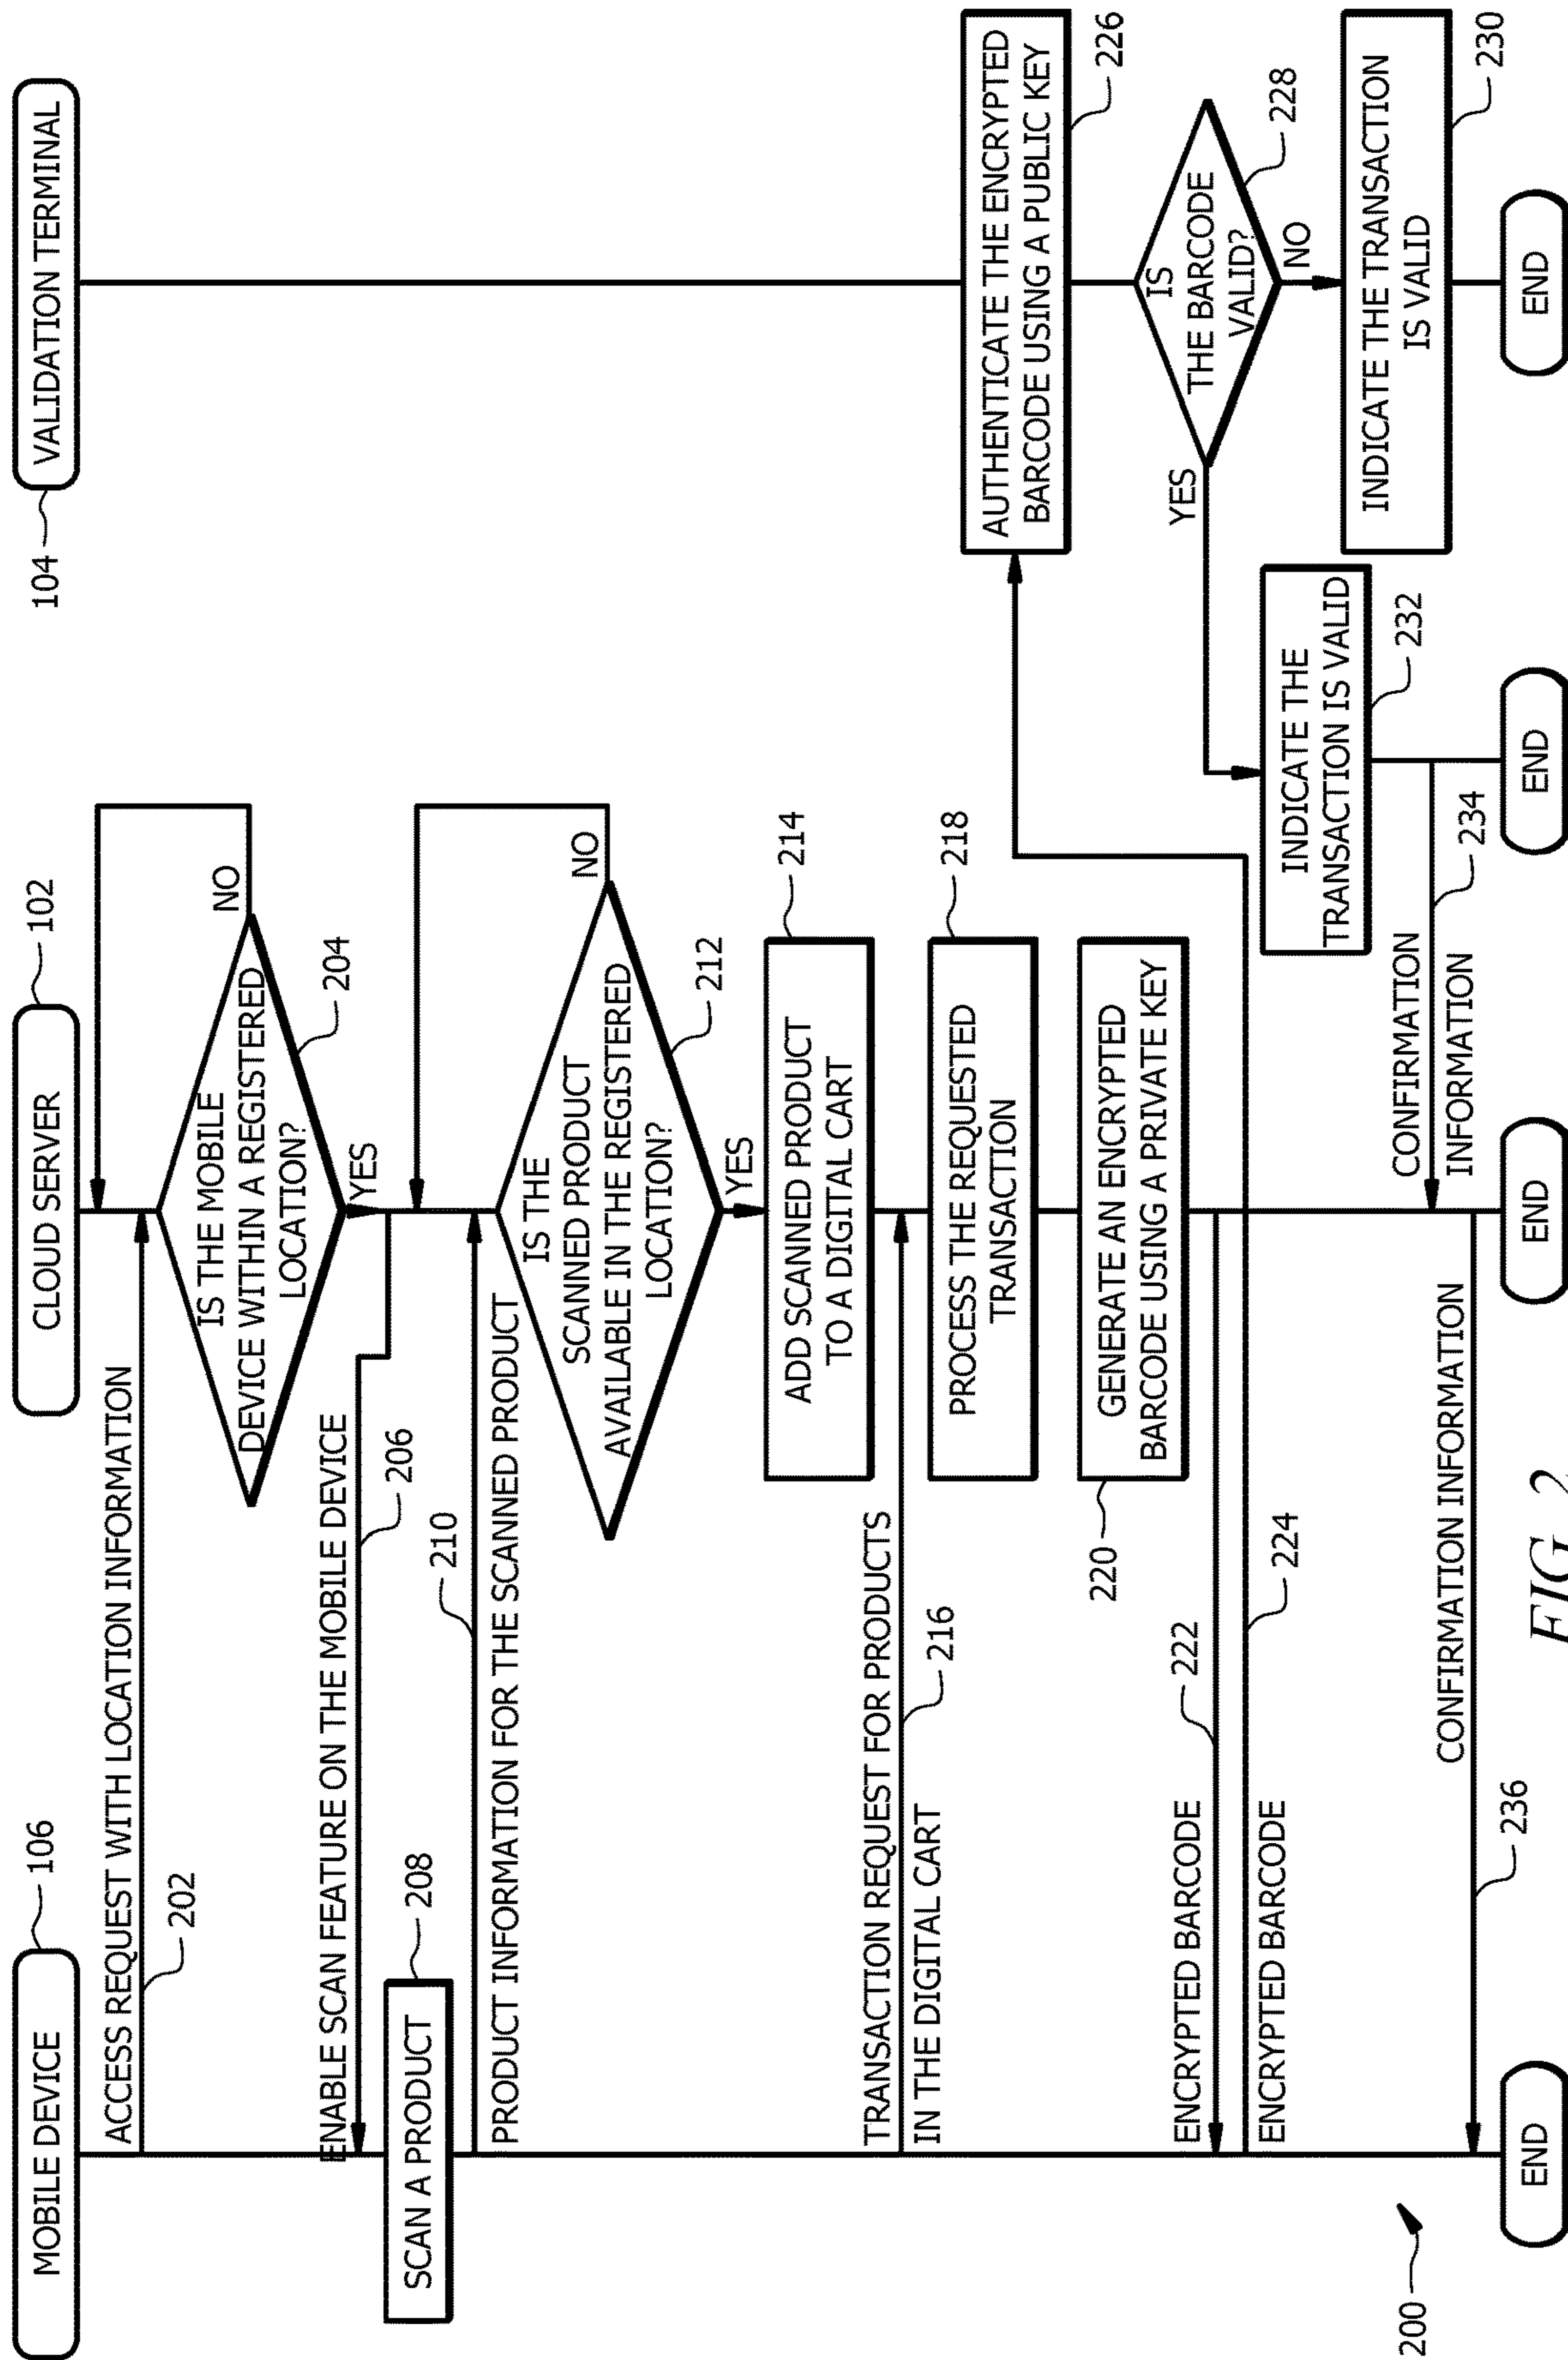 MOBILE DEVICE
106
CLOUD SERVER
102
VALIDATION TERMINAL
104
ACCESS REQUEST WITH LOCATION INFORMATION
202
IS THE MOBILE
DEVICE WITHIN A REGISTERED
LOCATION?
204
NO
YES
ENABLE SCAN FEATURE ON THE MOBILE DEVICE
206
SCAN A PRODUCT
208
210
PRODUCT INFORMATION FOR THE SCANNED PRODUCT
IS THE
SCANNED PRODUCT
AVAILABLE IN THE REGISTERED
LOCATION?
212
NO
YES
ADD SCANNED PRODUCT
TO A DIGITAL CART
214
TRANSACTION REQUEST FOR PRODUCTS
IN THE DIGITAL CART
216
PROCESS THE REQUESTED
TRANSACTION
218
GENERATE AN ENCRYPTED
BARCODE USING A PRIVATE KEY
220
ENCRYPTED BARCODE
222
ENCRYPTED BARCODE
224
AUTHENTICATE THE ENCRYPTED
BARCODE USING A PUBLIC KEY
226
IS
THE BARCODE
VALID?
228
YES
NO
INDICATE THE TRANSACTION
IS VALID
230
INDICATE THE
TRANSACTION IS VALID
232
CONFIRMATION
INFORMATION
234
CONFIRMATION INFORMATION
236
200
END
END
END
END
FIG. 2